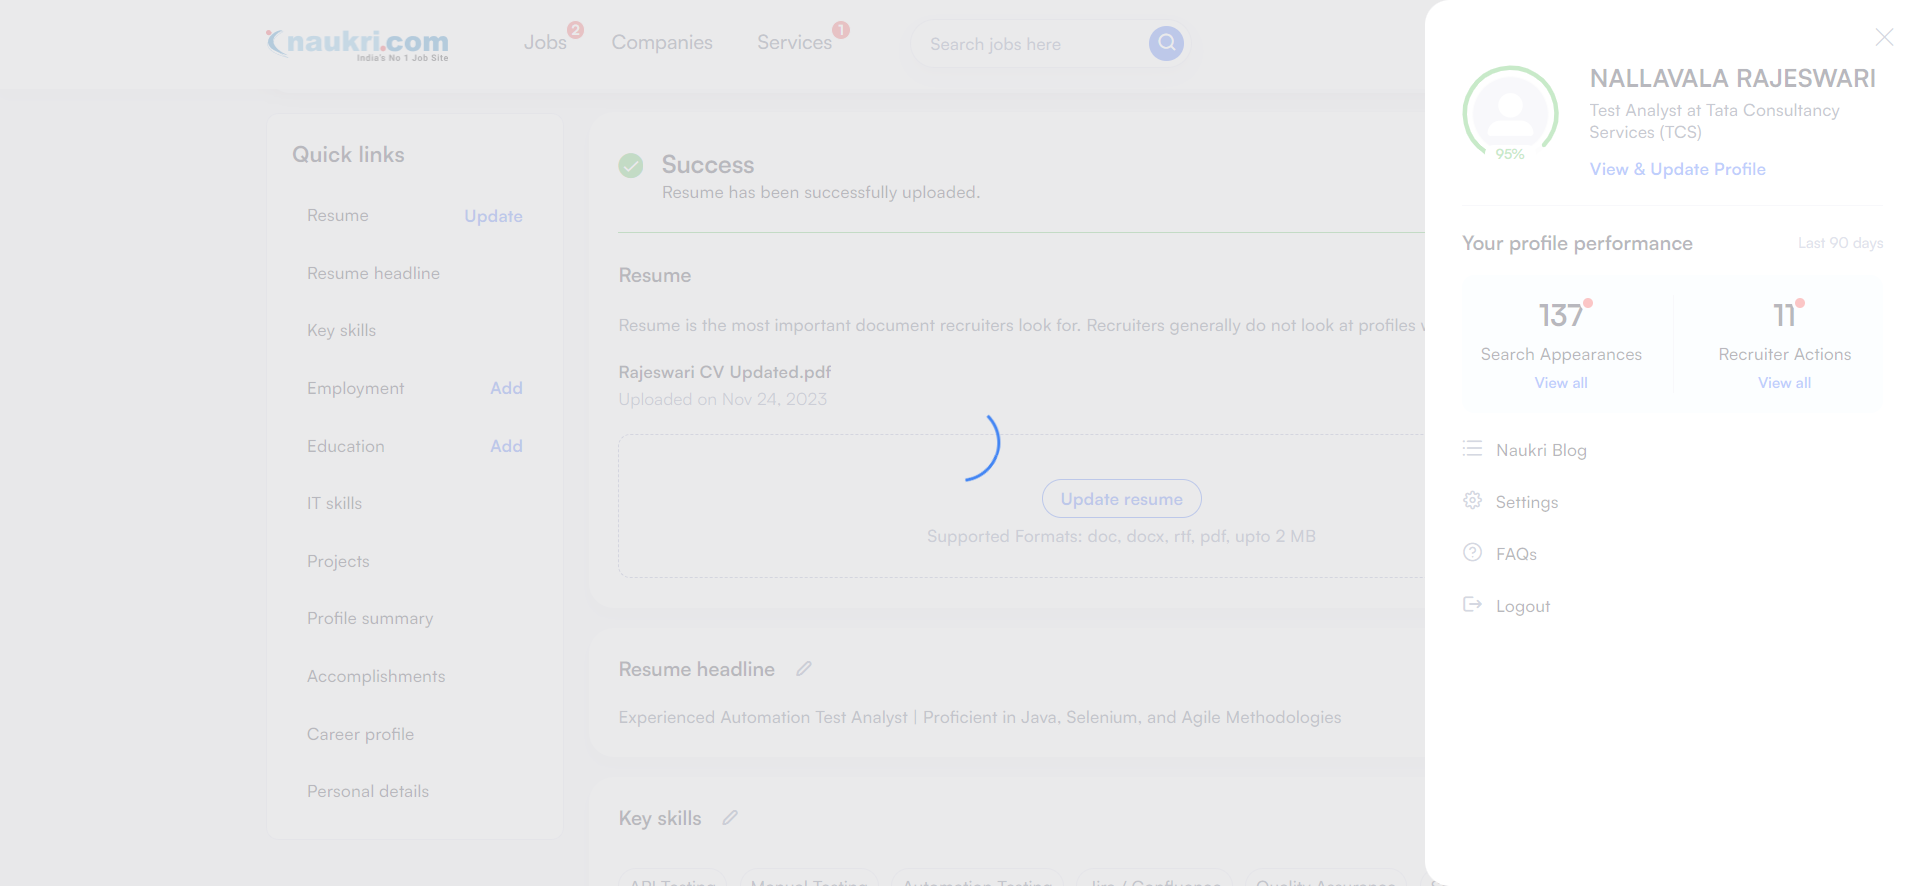 naukri.com
India's No 1 Job Site
Jobs
2
Companies
Services
1
Search jobs here
Quick links
Resume
Update
Resume headline
Key skills
Employment
Add
Education
Add
IT skills
Projects
Profile summary
Accomplishments
Career profile
Personal details
Success
Resume has been successfully uploaded.
Resume
Resume is the most important document recruiters look for. Recruiters generally do not look at profiles
Rajeswari CV Updated.pdf
Uploaded on Nov 24, 2023
Update resume
Supported Formats: doc, docx, rtf, pdf, upto 2 MB
Resume headline
Experienced Automation Test Analyst | Proficient in Java, Selenium, and Agile Methodologies
Key skills
API Testing
Manual Testing
Automation Testing
Jira / Confluence
Quality Assurance
95%
NALLAVALA RAJESWARI
Test Analyst at Tata Consultancy
Services (TCS)
View & Update Profile
Your profile performance
Last 90 days
137
Search Appearances
View all
11
Recruiter Actions
View all
Naukri Blog
Settings
FAQs
Logout